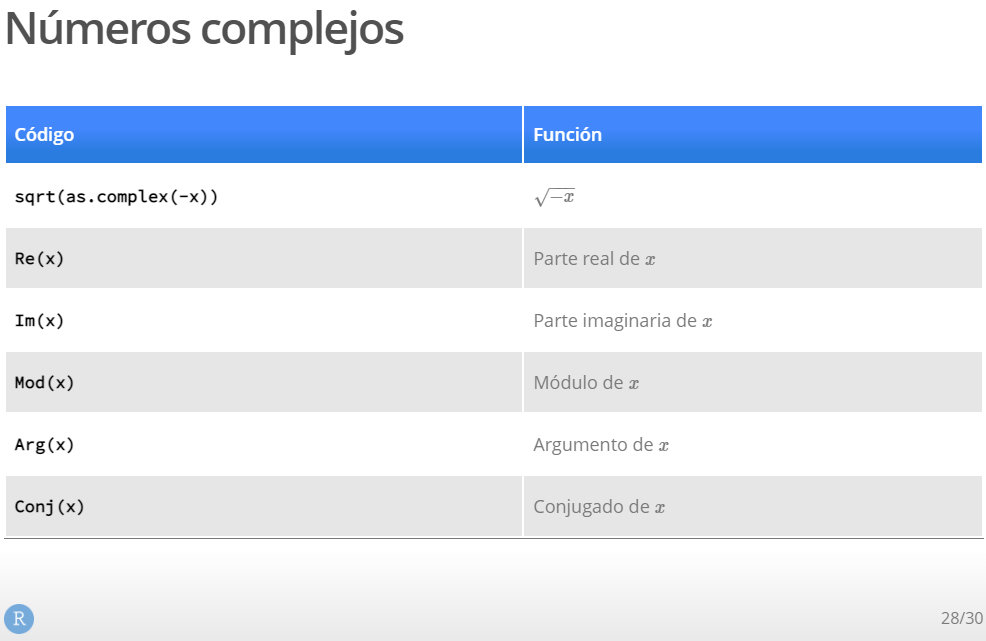 Números complejos
Código Función
sqrt(as.complex(-x)) √−x
Re(x) Parte real de x
Im(x) Parte imaginaria de x
Mod(x) Módulo de x
Arg(x) Argumento de x
Conj(x) Conjugado de x
R 28/30